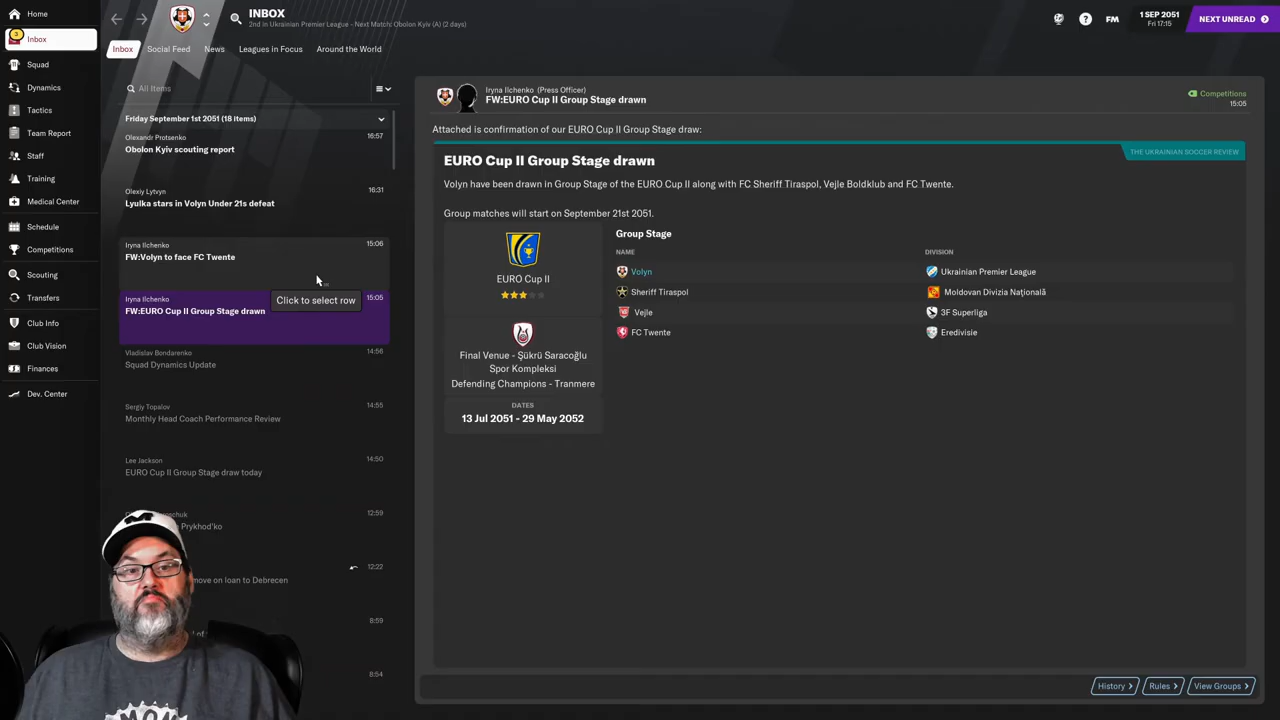 Home
3
Inbox
Squad
Dynamics
Tactics
Team Report
Staff
Training
Medical Center
Schedule
Competitions
Scouting
Transfers
Club Info
Club Vision
Finances
Dev. Center
INBOX
2nd in Ukrainian Premier League - Next Match: Obolon Kyiv (A) (2 days)
FM
1 SEP 2051
Fri 17:15
NEXT UNREAD
Inbox
Social Feed
News
Leagues in Focus
Around the World
All Items
Friday September 1st 2051 (18 items)
Olexandr Protsenko
16:57
Obolon Kyiv scouting report
Olexiy Lytvyn
16:31
Lyulka stars in Volyn Under 21s defeat
Iryna Ilchenko
15:06
FW:Volyn to face FC Twente
Click to select row
Iryna Ilchenko
15:05
FW:EURO Cup II Group Stage drawn
Vladislav Bondarenko
14:56
Squad Dynamics Update
Sergiy Topalov
14:55
Monthly Head Coach Performance Review
Lee Jackson
14:50
EURO Cup II Group Stage draw today
12:59
Prykhod'ko
12:22
move on loan to Debrecen
8:59
of
8:54
Iryna Ilchenko (Press Officer)
FW:EURO Cup II Group Stage drawn
Competitions
15:05
Attached is confirmation of our EURO Cup II Group Stage draw:
THE UKRAINIAN SOCCER REVIEW
EURO Cup II Group Stage drawn
Volyn have been drawn in Group Stage of the EURO Cup II along with FC Sheriff Tiraspol, Vejle Boldklub and FC Twente.
Group matches will start on September 21st 2051.
EURO Cup II
Final Venue - Şükrü Saracoğlu
Spor Kompleksi
Defending Champions - Tranmere
DATES
13 Jul 2051 - 29 May 2052
Group Stage
NAME
DIVISION
Volyn
Ukrainian Premier League
Sheriff Tiraspol
Moldovan Divizia Naţională
Vejle
3F Superliga
FC Twente
Eredivisie
History
Rules
View Groups